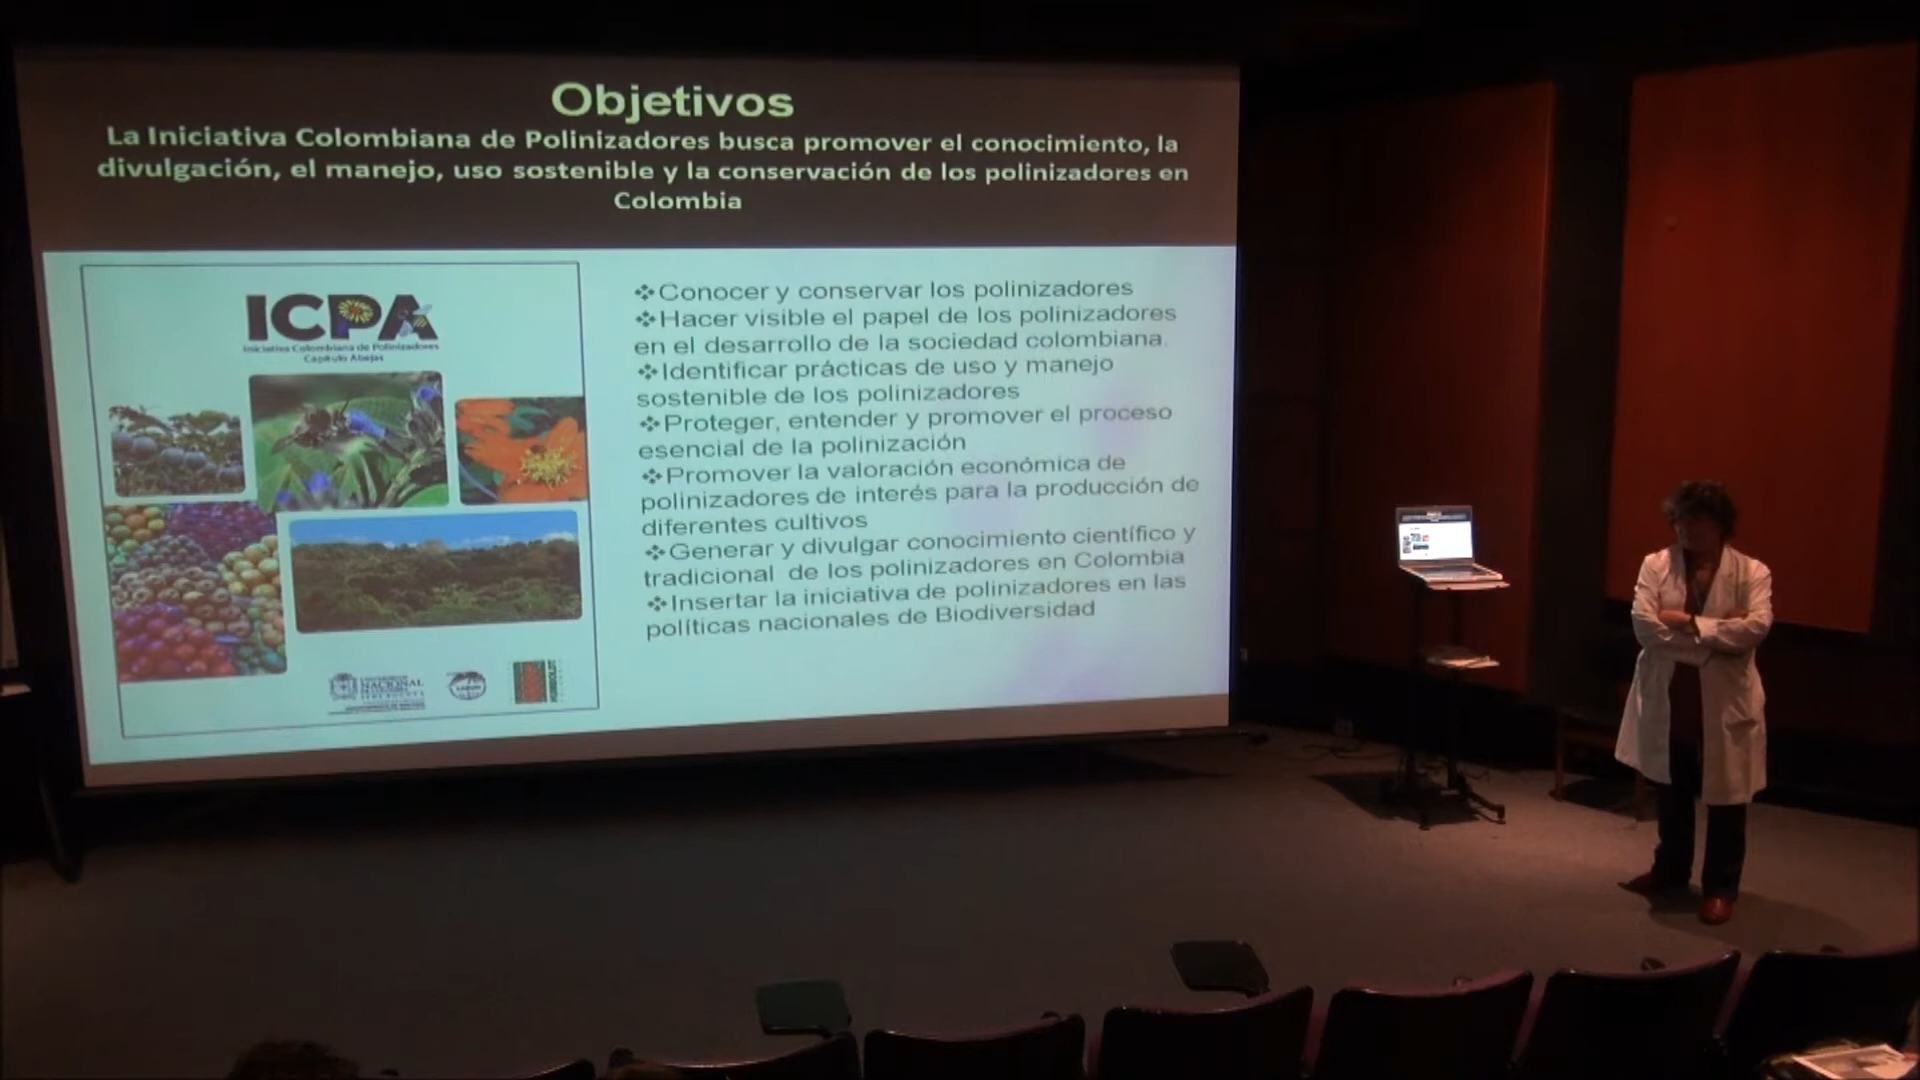 Objetivos
La Iniciativa Colombiana de Polinizadores busca promover el conocimiento, la
divulgación, el manejo, uso sostenible y la conservación de los polinizadores en
Colombia
ICPA
Iniciativa Colombiana de Polinizadores
Capítulo Abejas
❖Conocer y conservar los polinizadores
❖Hacer visible el papel de los polinizadores
en el desarrollo de la sociedad colombiana.
❖Identificar prácticas de uso y manejo
sostenible de los polinizadores
❖Proteger, entender y promover el proceso
esencial de la polinización
❖Promover la valoración económica de
polinizadores de interés para la producción de
diferentes cultivos
❖Generar y divulgar conocimiento científico y
tradicional de los polinizadores en Colombia
❖Insertar la iniciativa de polinizadores en las
políticas nacionales de Biodiversidad
UNIVERSIDAD
NACIONAL
HUMBOLDT